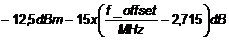 − 12,5dBm − 15x(f_offset/MHz − 2,715)dB